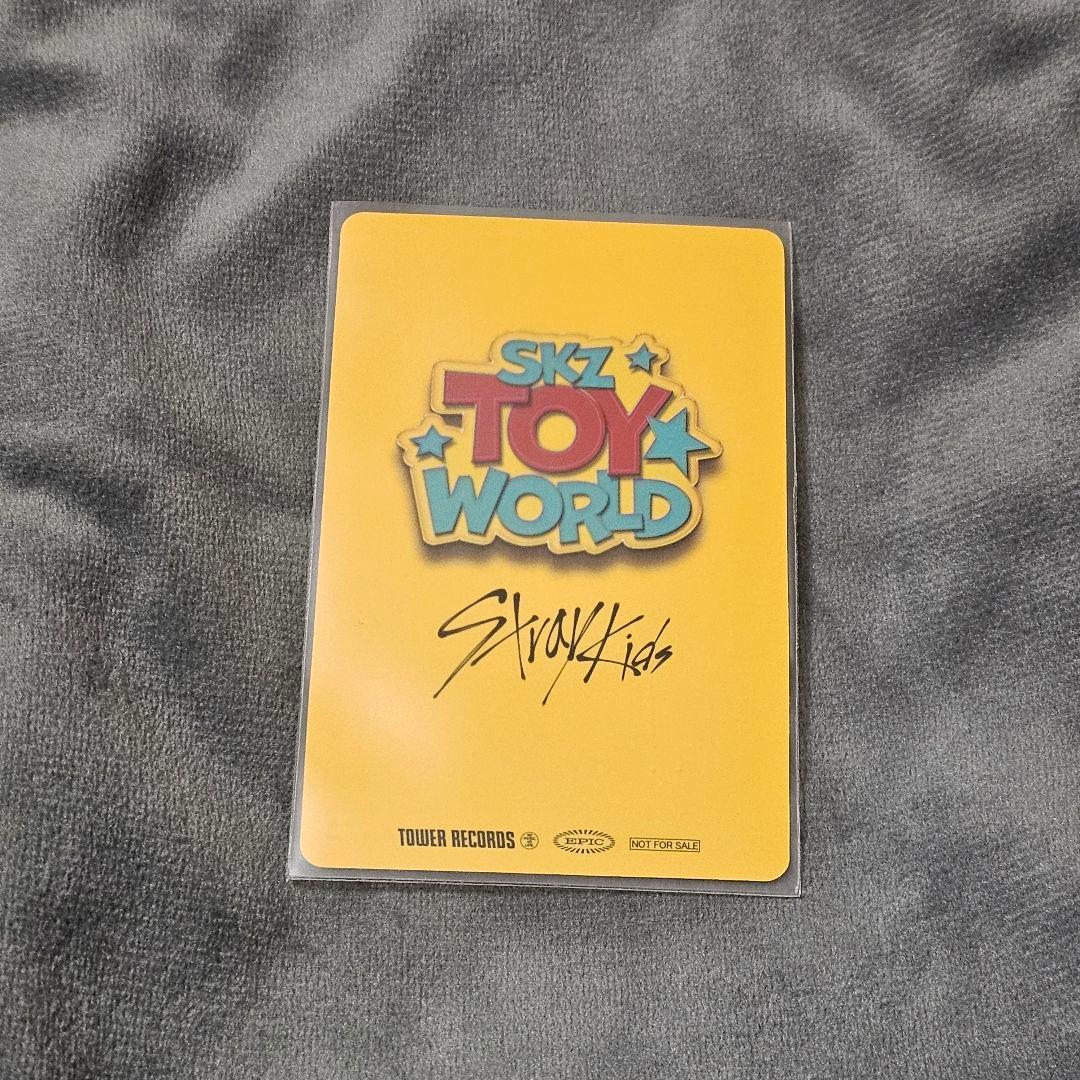 SKZ
TOY
WORLD
Stray Kids
TOWER RECORDS EPIC NOT FOR SALE